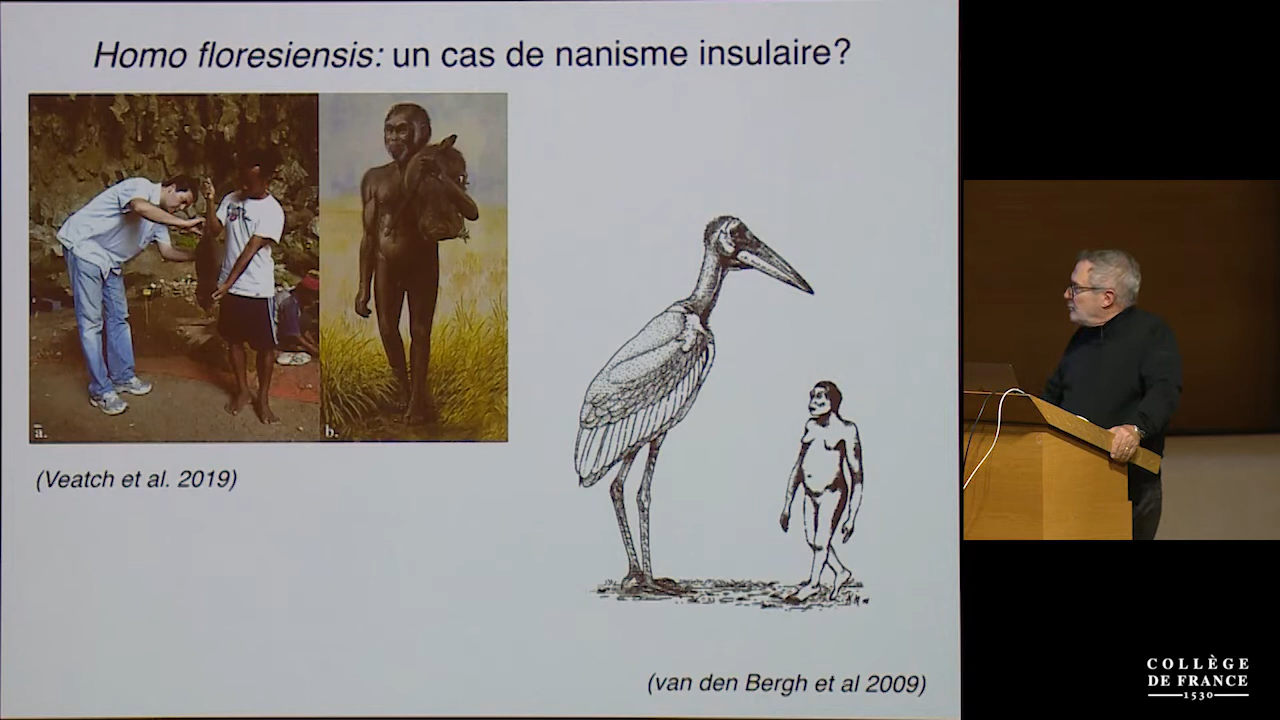 Homo floresiensis: un cas de nanisme insulaire?
a.
b.
(Veatch et al. 2019)
(van den Bergh et al 2009)
COLLÈGE
DE FRANCE
1530